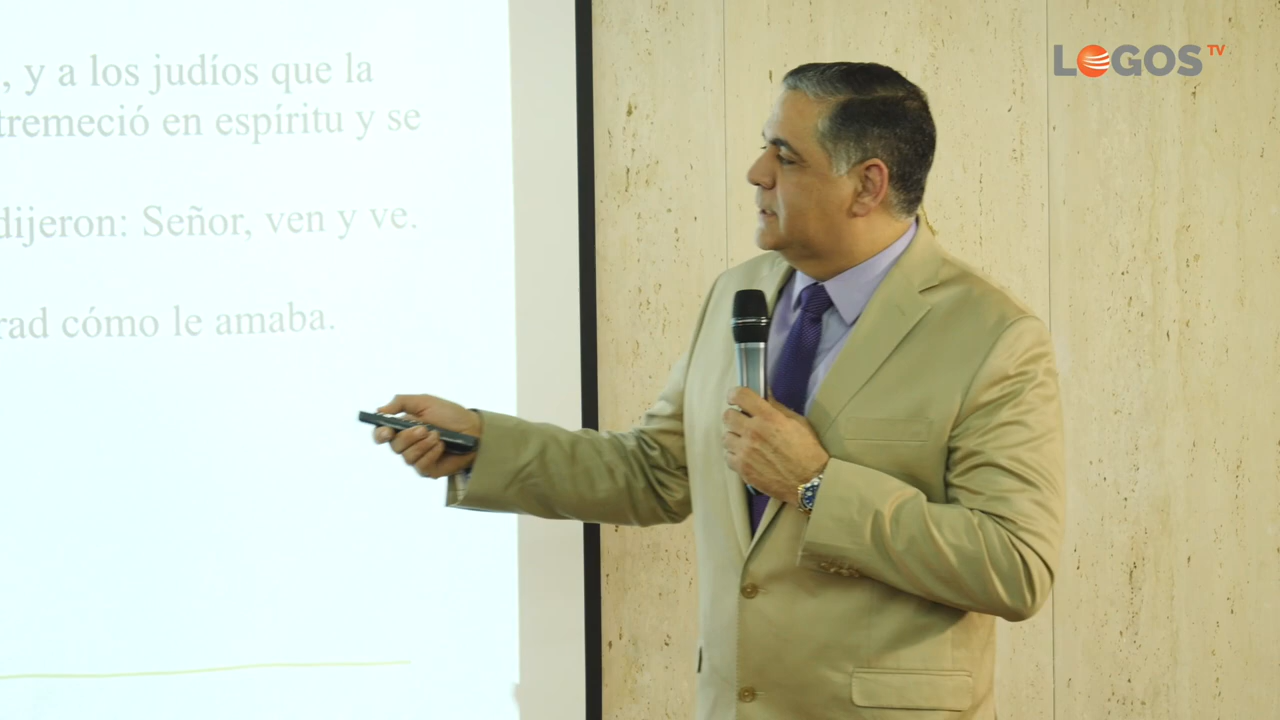 , y a los judíos que la
tremeció en espíritu y se
dijeron: Señor, ven y ve.
rad cómo le amaba.
LOGOS TV